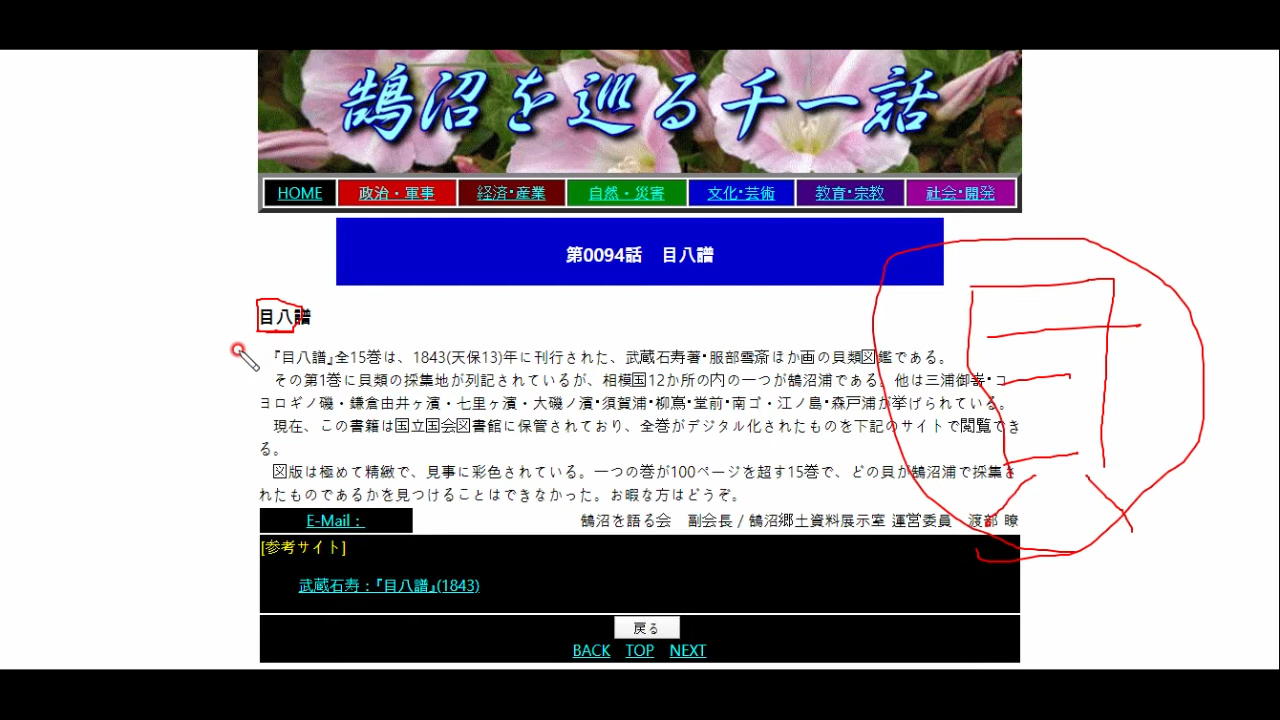 鵠沼を巡る千一話
HOME 政治・軍事 経済・産業 自然・災害 文化・芸術 教育・宗教 社会・開発
第0094話　目八譜
目八譜
『目八譜』全15巻は、1843(天保13)年に刊行された、武蔵石寿著・服部雪斎ほか画の貝類図鑑である。
その第1巻に貝類の採集地が列記されているが、相模国12か所の内の一つが鵠沼浦である。他は三浦御崎・コ
ヨロギノ磯・鎌倉由井ヶ濱・七里ヶ濱・大磯ノ濱・須賀浦・柳嶌・堂前・南ゴ・江ノ島・森戸浦が挙げられている。
現在、この書籍は国立国会図書館に保管されており、全巻がデジタル化されたものを下記のサイトで閲覧でき
る。
図版は極めて精緻で、見事に彩色されている。一つの巻が100ページを超す15巻で、どの貝が鵠沼浦で採集さ
れたものであるかを見つけることはできなかった。お暇な方はどうぞ。
E-Mail： 鵠沼を語る会　副会長 / 鵠沼郷土資料展示室 運営委員　渡部 瞭
[参考サイト]
武蔵石寿：『目八譜』(1843)
戻る
BACK TOP NEXT
貝